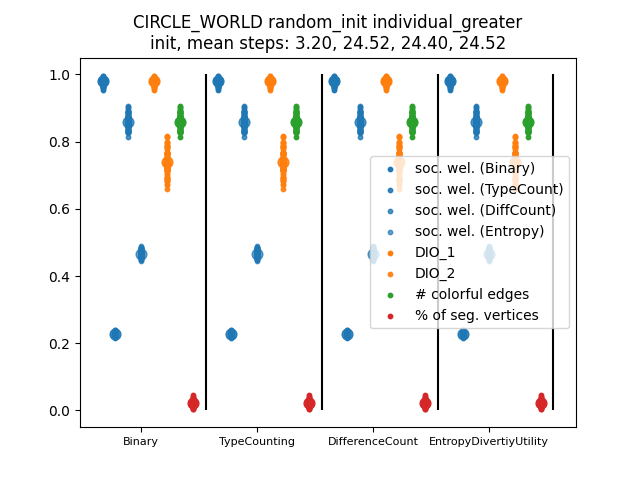 CIRCLE_WORLD random_init individual_greater
init, mean steps: 3.20, 24.52, 24.40, 24.52
1.0
0.8
0.6
0.4
0.2
0.0
soc. wel. (Binary)
soc. wel. (TypeCount)
soc. wel. (DiffCount)
soc. wel. (Entropy)
DIO_1
DIO_2
# colorful edges
% of seg. vertices
Binary
TypeCounting
DifferenceCount
EntropyDivertiyUtility